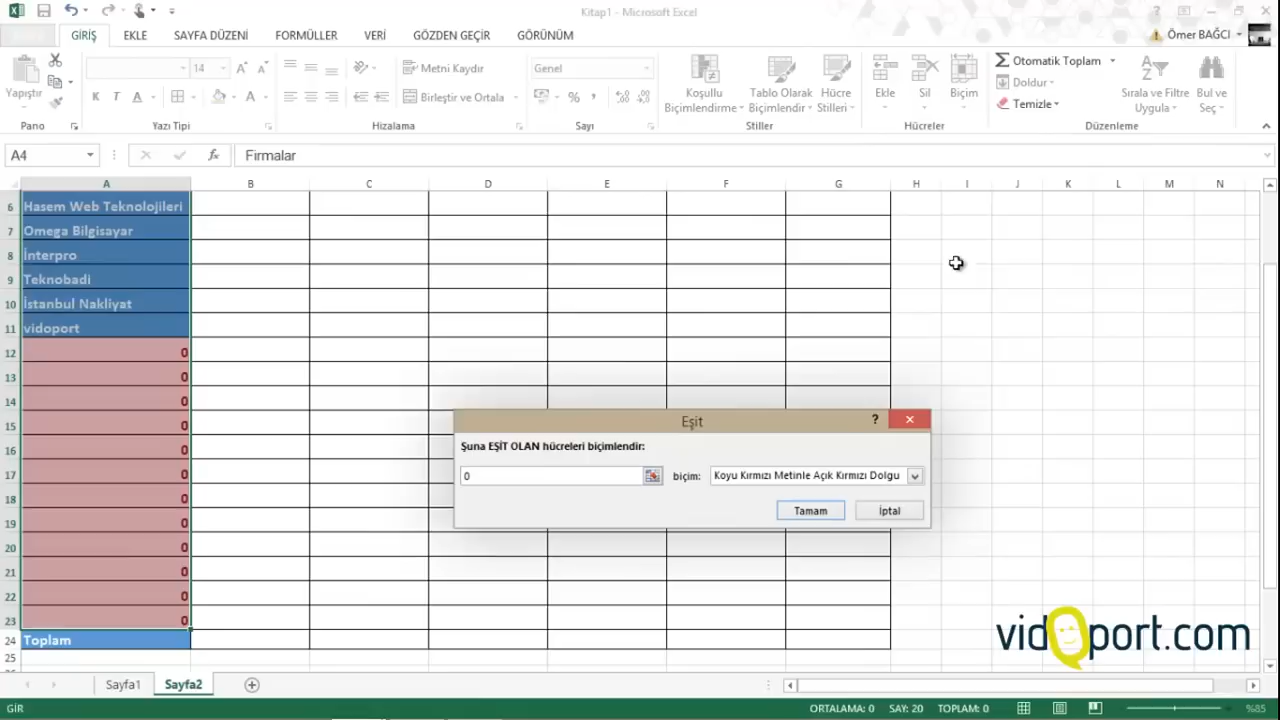 Kitap1 - Microsoft Excel
GİRİŞ EKLE SAYFA DÜZENİ FORMÜLLER VERİ GÖZDEN GEÇİR GÖRÜNÜM
Ömer BAĞCI
Yapıştır
Pano
14
K T A
Yazı Tipi
Metni Kaydır
Birleştir ve Ortala
Hizalama
Genel
Sayı
Koşullu Biçimlendirme
Tablo Olarak Biçimlendir
Hücre Stilleri
Stiller
Ekle
Sil
Biçim
Hücreler
Otomatik Toplam
Doldur
Temizle
Sırala ve Filtre Uygula
Bul ve Seç
Düzenleme
A4
fx
Firmalar
A B C D E F G H I J K L M N
6 Hasem Web Teknolojileri
7 Omega Bilgisayar
8 İnterpro
9 Teknobadi
10 İstanbul Nakliyat
11 vidoport
12 0
13 0
14 0
15 0
16 0
17 0
18 0
19 0
20 0
21 0
22 0
23 0
24 Toplam
25
Eşit
?
Şuna EŞİT OLAN hücreleri biçimlendir:
0
biçim: Koyu Kırmızı Metinle Açık Kırmızı Dolgu
Tamam İptal
vidoport.com
Sayfa1 Sayfa2
GİR
ORTALAMA: 0 SAY: 20 TOPLAM: 0
%85